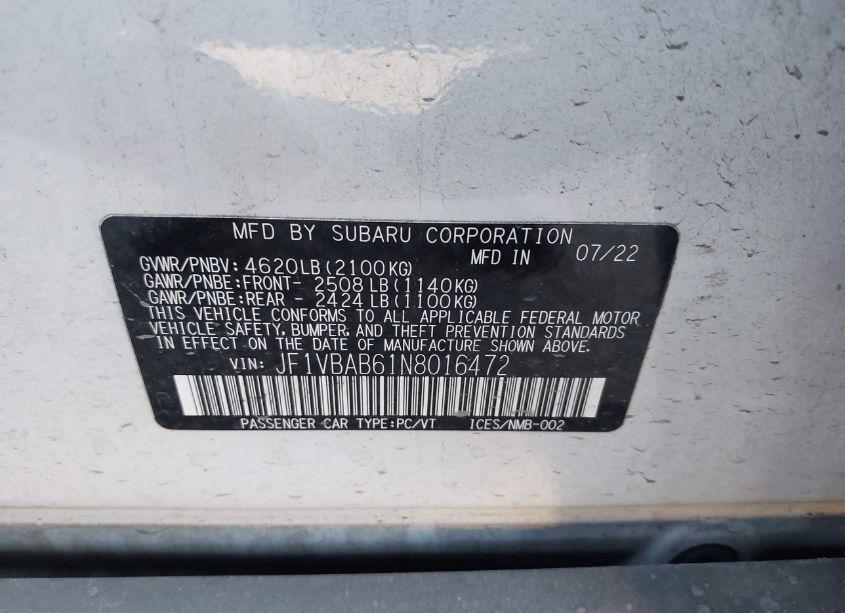 MFD BY SUBARU CORPORATION
MFD IN 07/22
GVWR/PNBV: 4620LB(2100KG)
GAWR/PNBE:FRONT- 2508LB(1140KG)
GAWR/PNBE:REAR - 2424LB(1100KG)
THIS VEHICLE CONFORMS TO ALL APPLICABLE FEDERAL MOTOR
VEHICLE SAFETY, BUMPER, AND THEFT PREVENTION STANDARDS
IN EFFECT ON THE DATE OF MANUFACTURE SHOWN ABOVE.
VIN: JF1VBAB61N8016472
PASSENGER CAR TYPE:PC/VT ICES/NMB-002